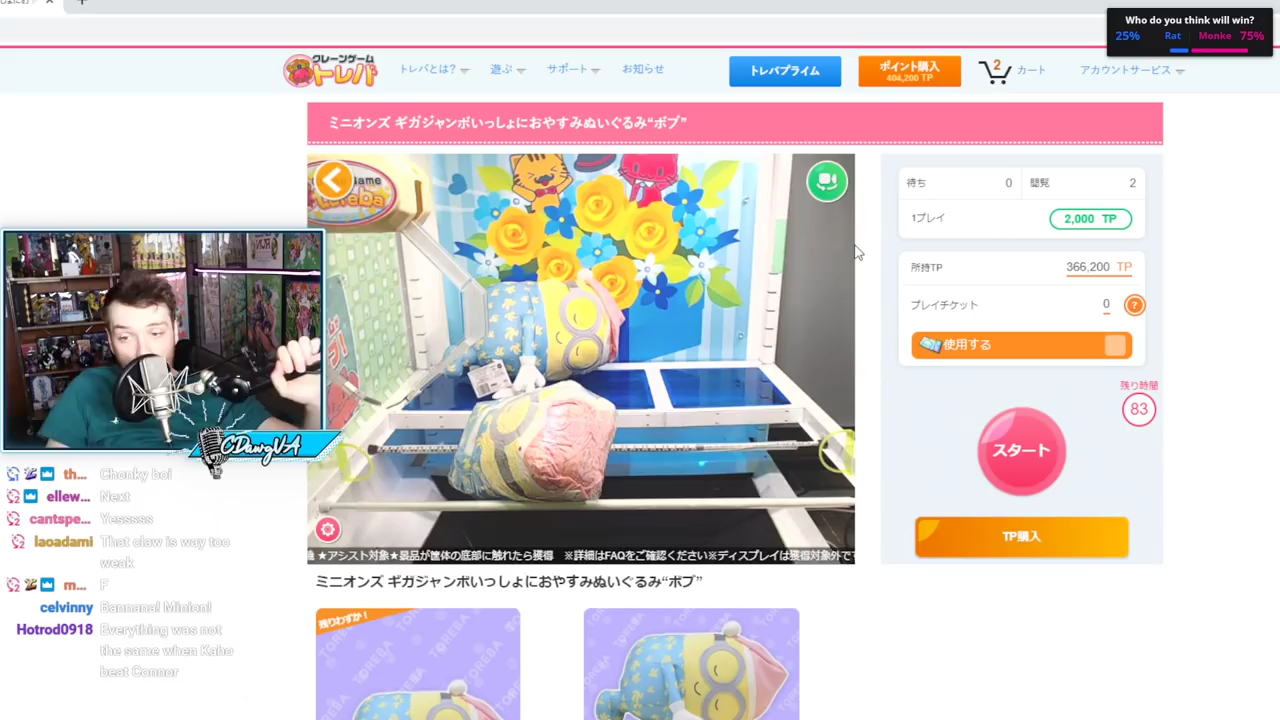 Who do you think will win?
25% Rat Monke 75%
クレーンゲーム
トレバ
トレバとは?
遊ぶ
サポート
お知らせ
トレバプライム
ポイント購入
404,200 TP
2
カート
アカウントサービス
ミニオンズ ギガジャンボいっしょにおやすみぬいぐるみ“ボブ”
待ち 0
閲覧 2
1プレイ 2,000 TP
所持TP 366,200 TP
プレイチケット 0 ?
使用する
残り時間
83
スタート
TP購入
★アシスト対象★景品が筐体の底部に触れたら獲得 ※詳細はFAQをご確認ください※ディスプレイは獲得対象外で
ミニオンズ ギガジャンボいっしょにおやすみぬいぐるみ“ボブ”
残りわずか!
TOREBA
TOREBA
CDawgVA
th... Chonky boi
ellew... Next
cantspe... Yesssss
laoadami That claw is way too
weak
m... F
celvinny Bannana! Minion!
Hotrod0918 Everything was not
the same when Kaho
beat Connor